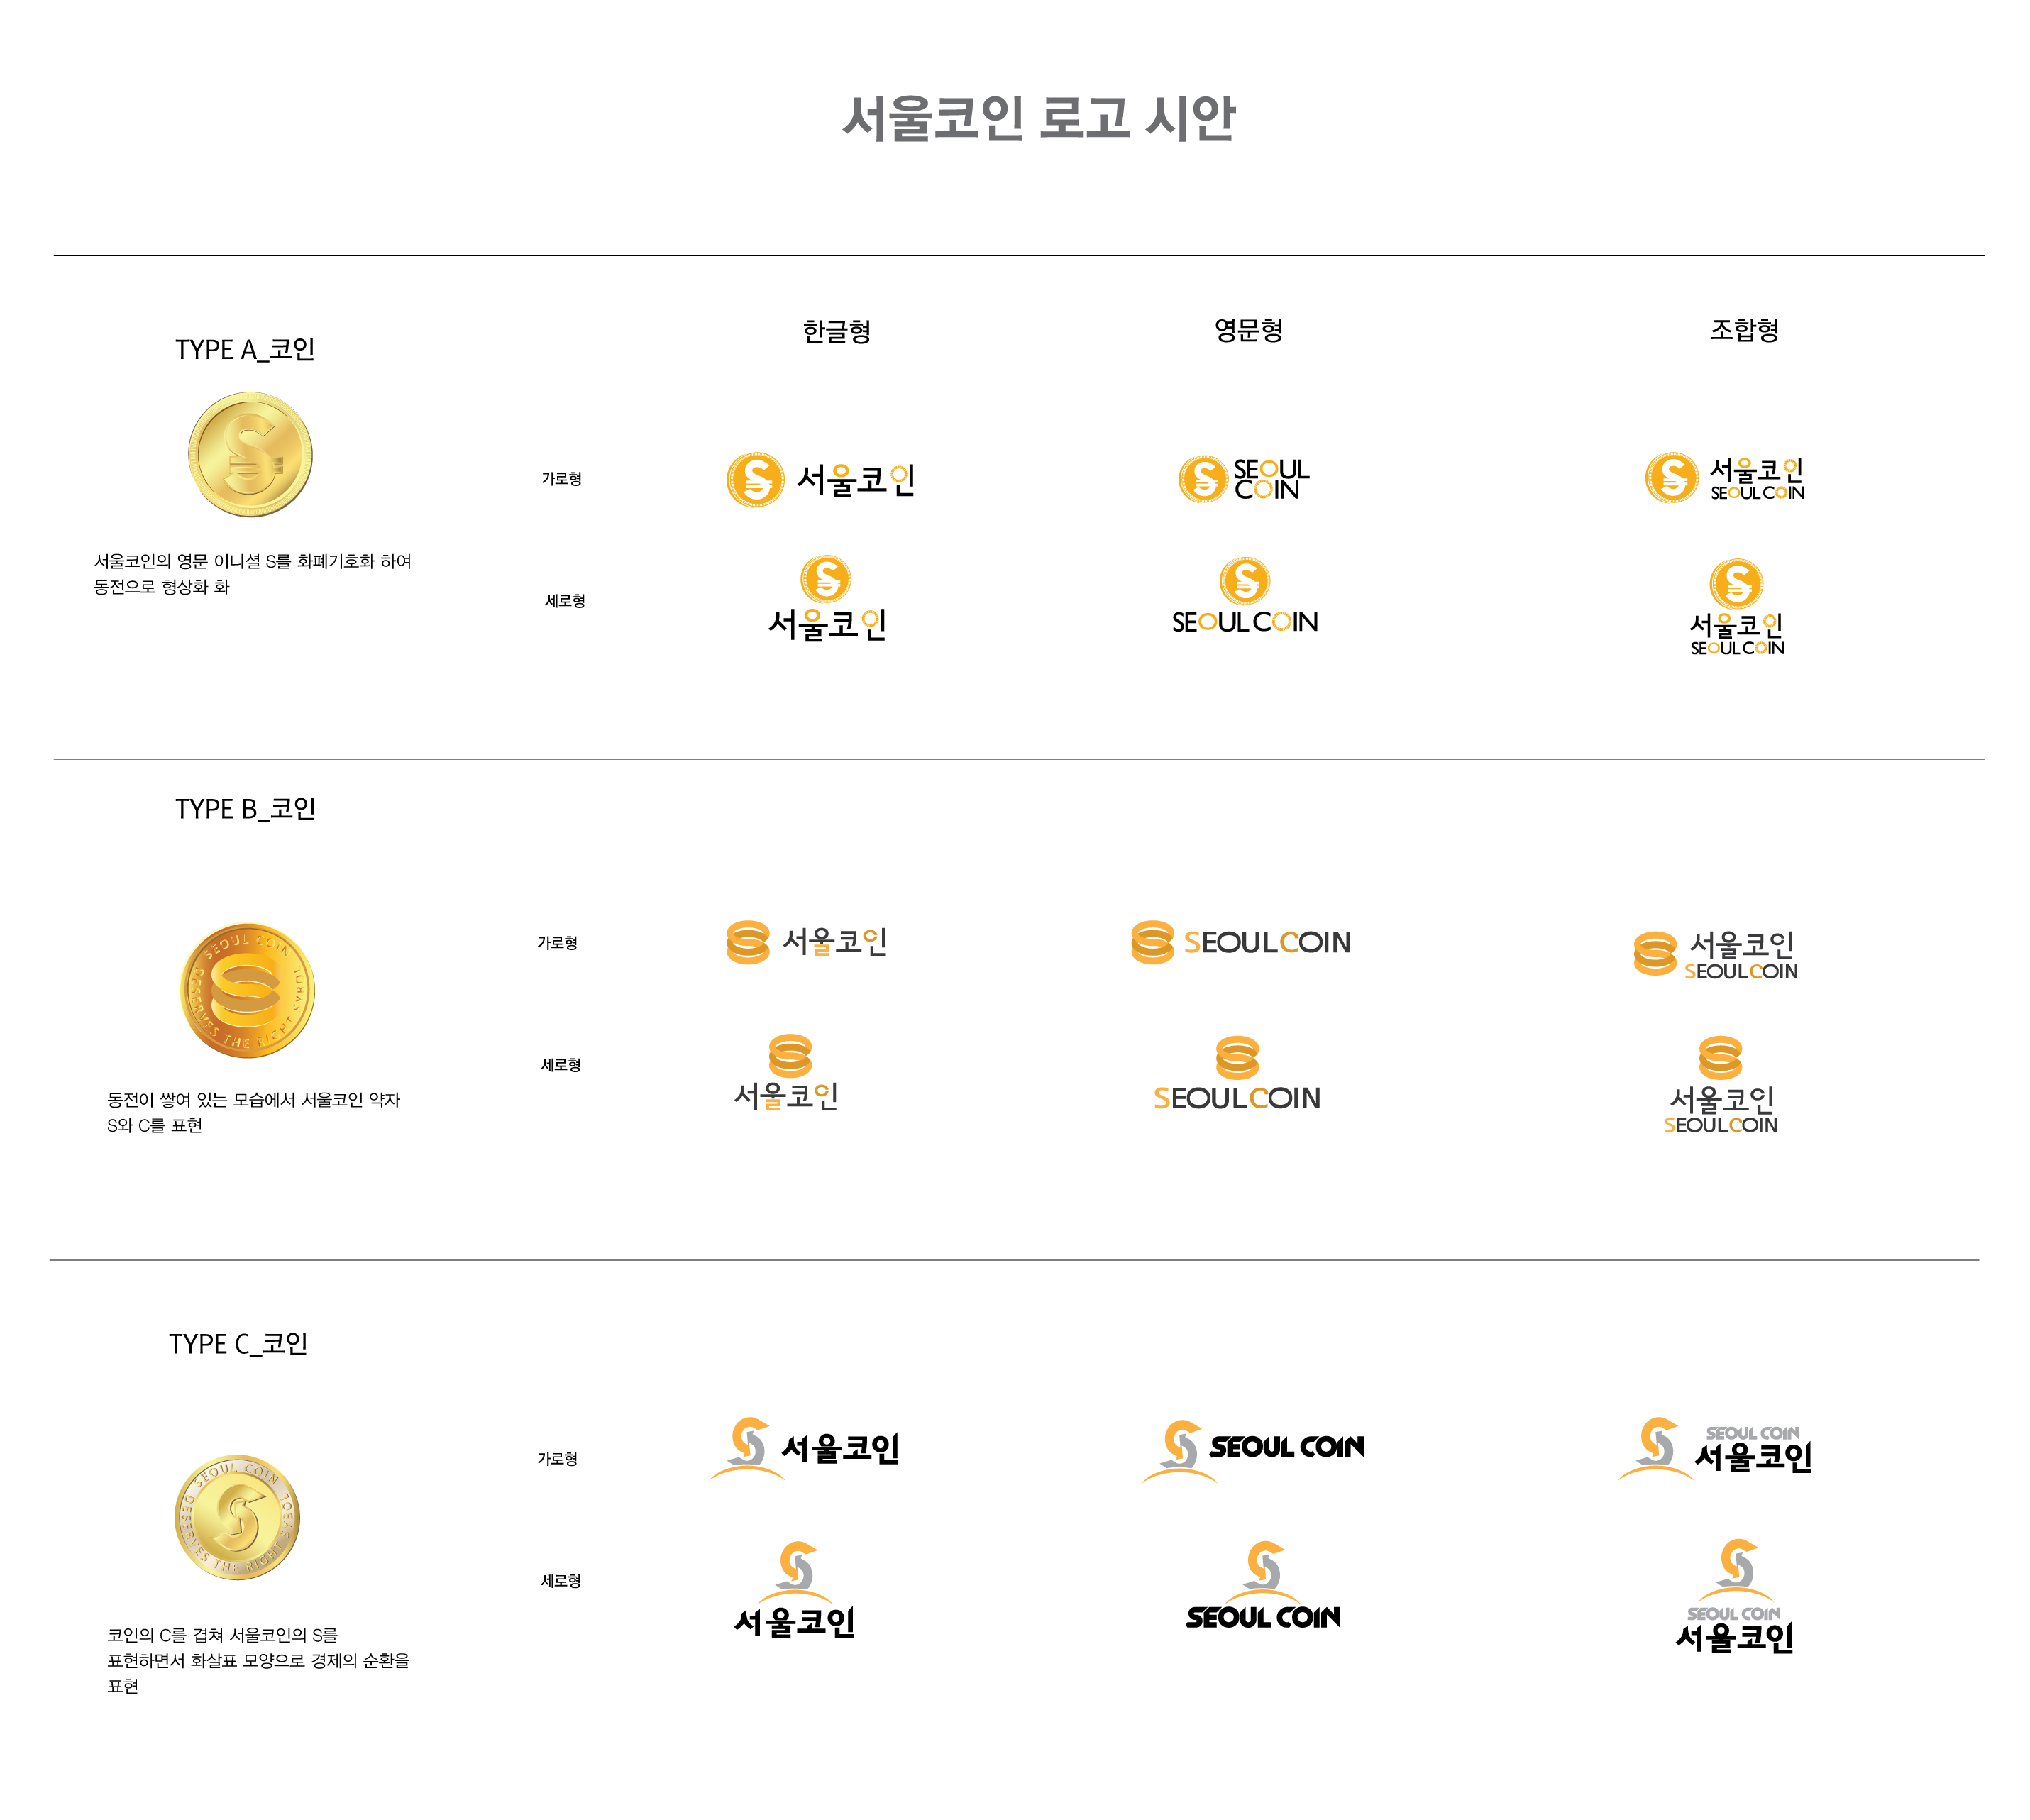 서울코인 로고 시안
TYPE A_코인
한글형
영문형
조합형
가로형
서울코인
SEOUL
COIN
서울코인
SEOUL COIN
서울코인의 영문 이니셜 S를 화폐기호화 하여
동전으로 형상화 화
세로형
서울코인
SEOUL COIN
서울코인
SEOUL COIN
TYPE B_코인
SEOUL COIN
DESERVES THE RIGHT
가로형
서울코인
SEOULCOIN
서울코인
SEOULCOIN
동전이 쌓여 있는 모습에서 서울코인 약자
S와 C를 표현
세로형
서울코인
SEOULCOIN
서울코인
SEOULCOIN
TYPE C_코인
SEOUL COIN
DESERVES THE RIGHT
가로형
서울코인
SEOUL COIN
SEOUL COIN
서울코인
세로형
서울코인
SEOUL COIN
SEOUL COIN
서울코인
코인의 C를 겹쳐 서울코인의 S를
표현하면서 화살표 모양으로 경제의 순환을
표현